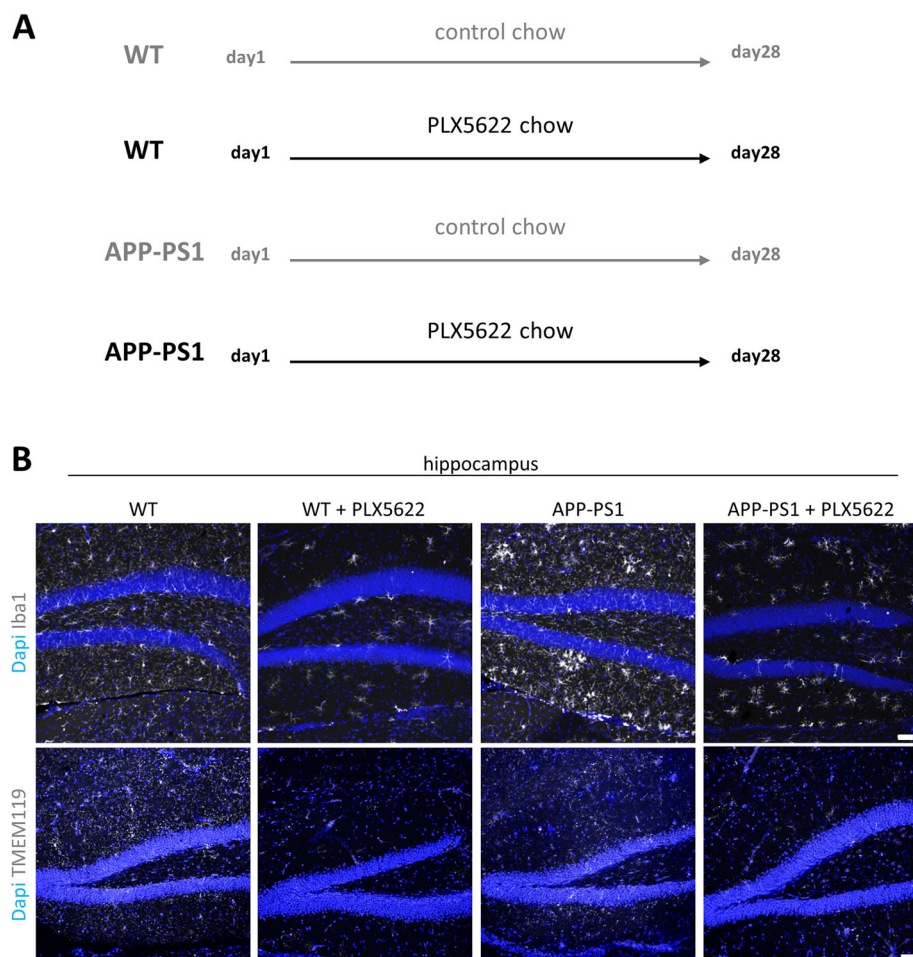 A
WT day1 control chow day28
WT day1 PLX5622 chow day28
APP-PS1 day1 control chow day28
APP-PS1 day1 PLX5622 chow day28
B
hippocampus
WT WT + PLX5622 APP-PS1 APP-PS1 + PLX5622
Dapi Iba1
Dapi TMEM119